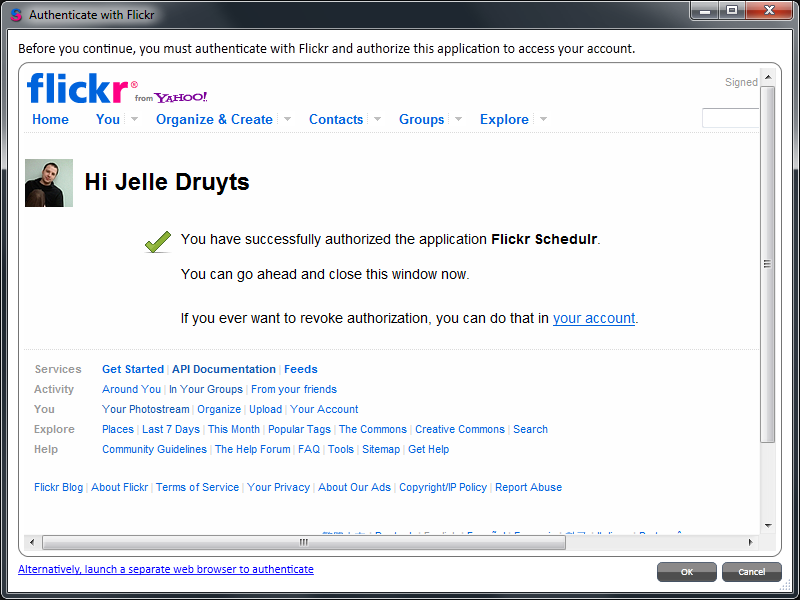 Authenticate with Flickr
Before you continue, you must authenticate with Flickr and authorize this application to access your account.
flickr® from YAHOO!
Signed
Home You Organize & Create Contacts Groups Explore
Hi Jelle Druyts
You have successfully authorized the application Flickr Schedulr.
You can go ahead and close this window now.
If you ever want to revoke authorization, you can do that in your account.
Services Get Started | API Documentation | Feeds
Activity Around You | In Your Groups | From your friends
You Your Photostream | Organize | Upload | Your Account
Explore Places | Last 7 Days | This Month | Popular Tags | The Commons | Creative Commons | Search
Help Community Guidelines | The Help Forum | FAQ | Tools | Sitemap | Get Help
Flickr Blog | About Flickr | Terms of Service | Your Privacy | About Our Ads | Copyright/IP Policy | Report Abuse
Alternatively, launch a separate web browser to authenticate
OK Cancel